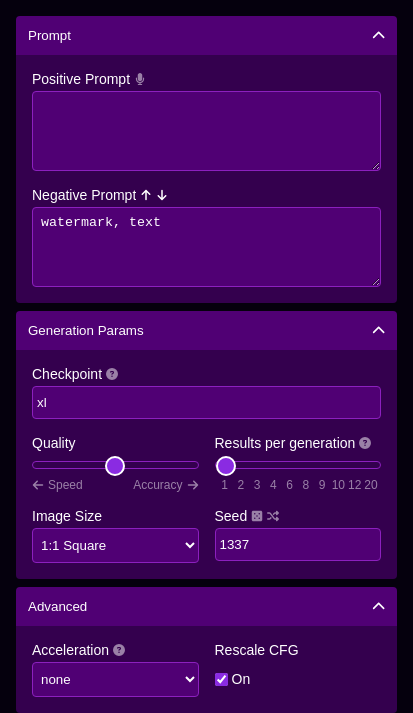 Prompt
Positive Prompt
Negative Prompt
watermark, text
Generation Params
Checkpoint
xl
Quality
Results per generation
Speed Accuracy
1 2 3 4 6 8 9 10 12 20
Image Size
Seed
1:1 Square
1337
Advanced
Acceleration
Rescale CFG
none
On